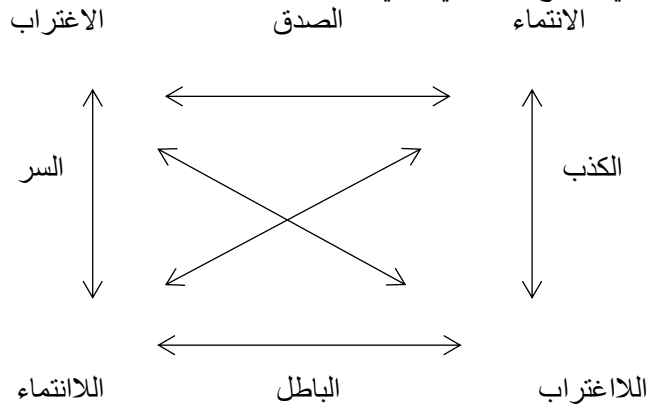 الانتماء الصدق الاغتراب
الكذب السر
اللااغتراب الباطل اللاانتماء